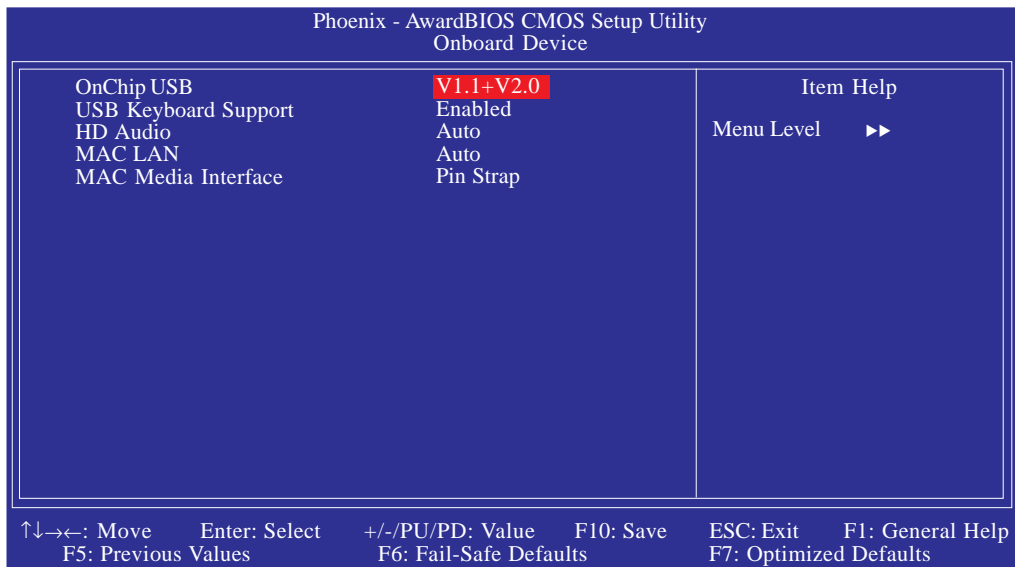 Phoenix - AwardBIOS CMOS Setup Utility
Onboard Device
OnChip USB V1.1+V2.0
USB Keyboard Support Enabled
HD Audio Auto
MAC LAN Auto
MAC Media Interface Pin Strap
Item Help
Menu Level ▶▶
↑↓→←: Move Enter: Select +/-/PU/PD: Value F10: Save ESC: Exit F1: General Help
F5: Previous Values F6: Fail-Safe Defaults F7: Optimized Defaults